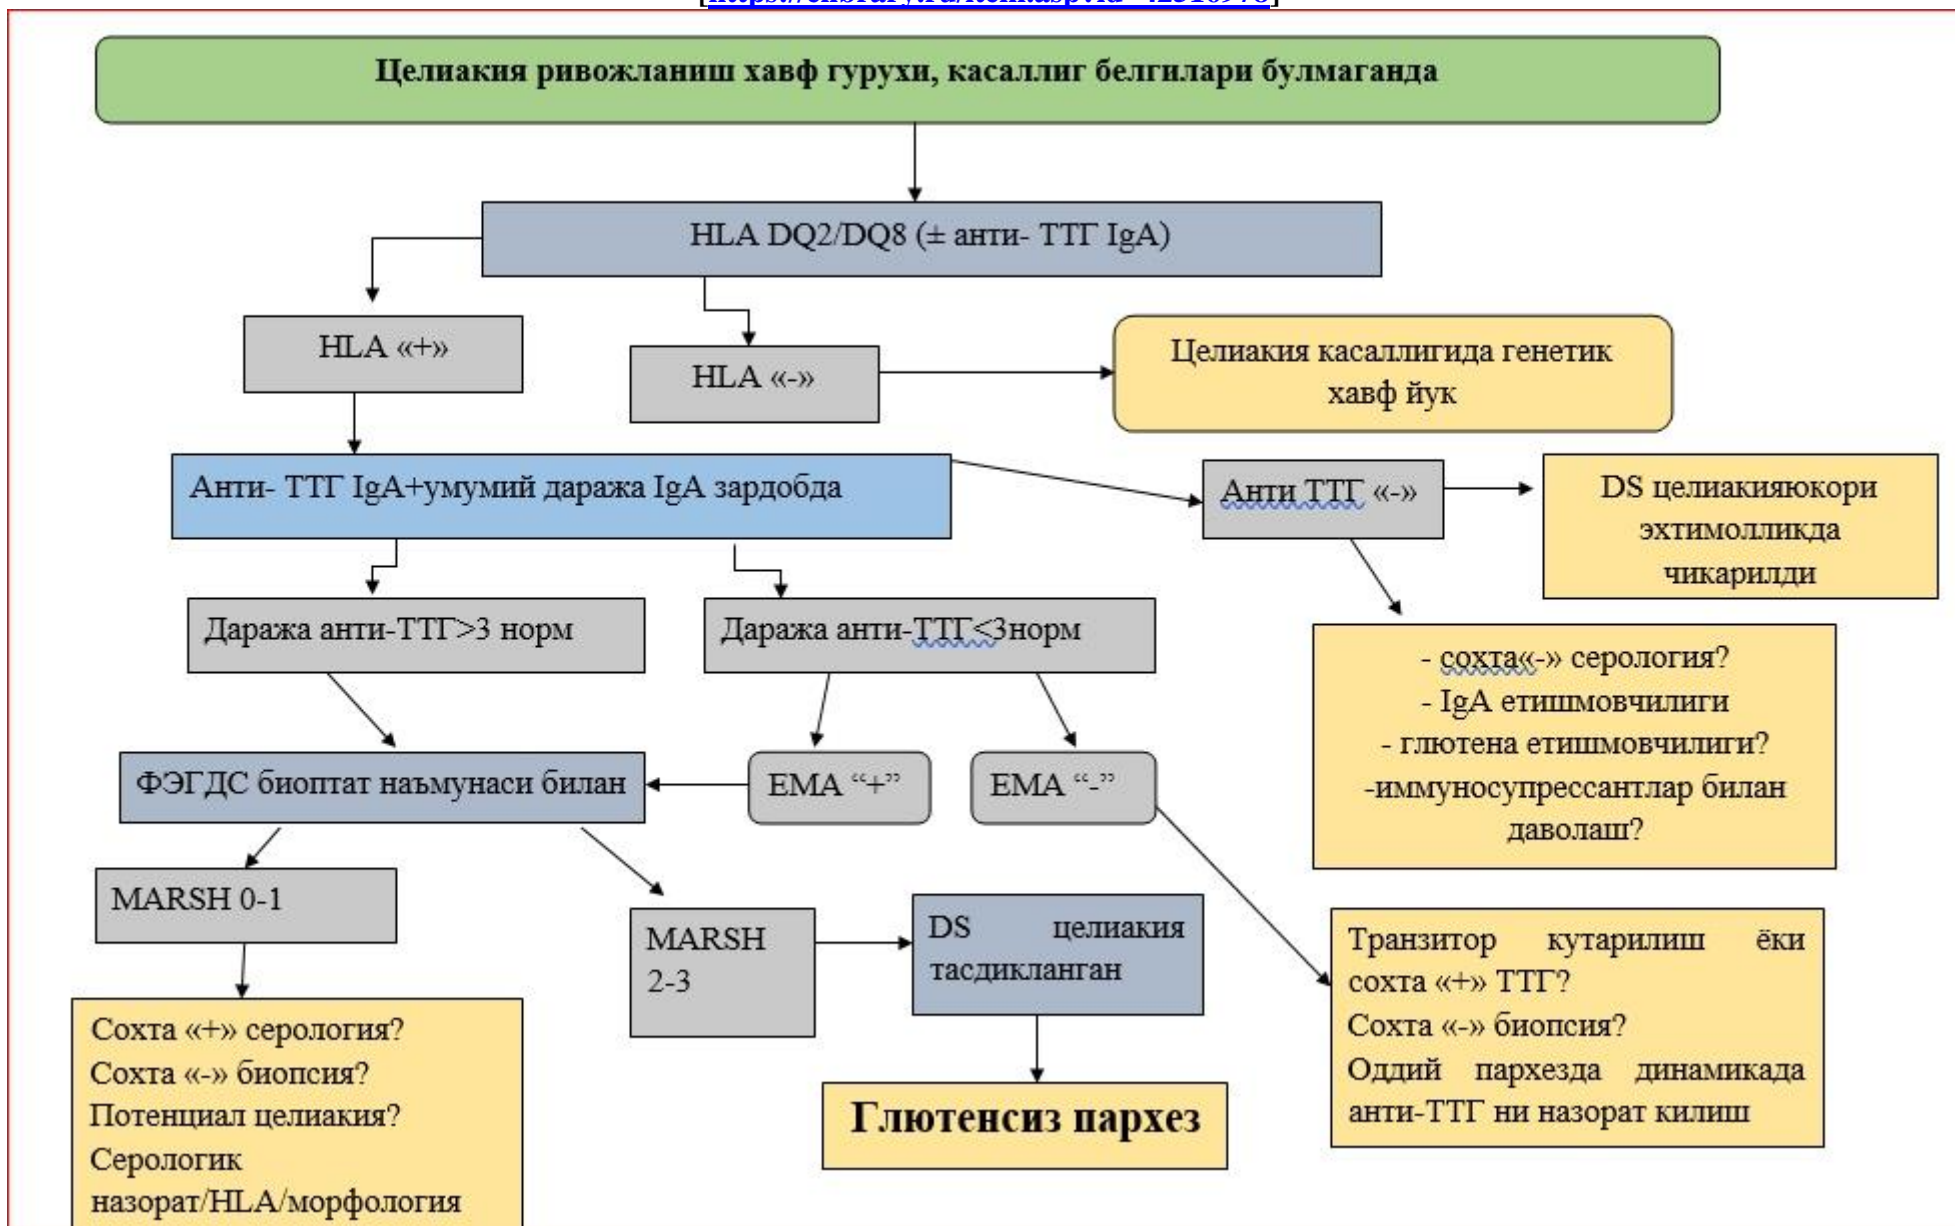 Целиакия ривожланиш хавф гурухи, касаллиг белгилари булмаганда
HLA DQ2/DQ8 (± анти- ТТГ IgA)
HLA «+»
HLA «-»
Целиакия касаллигида генетик
хавф йук
Анти- ТТГ IgA+умумий даража IgA зардобда
Анти ТТГ «-»
DS целиакияюкори
эхтимолликда
чикарилди
Даража анти-ТТГ>3 норм
Даража анти-ТТГ<3норм
- сохта«-» серология?
- IgA етишмовчилиги
- глютена етишмовчилиги?
-иммуносупрессантлар билан
даволаш?
ФЭГДС биоптат наъмунаси билан
EMA “+”
EMA “-”
MARSH 0-1
MARSH
2-3
DS целиакия
тасдикланган
Транзитор кутарилиш ёки
сохта «+» ТТГ?
Сохта «-» биопсия?
Оддий пархезда динамикада
анти-ТТГ ни назорат килиш
Сохта «+» серология?
Сохта «-» биопсия?
Потенциал целиакия?
Серологик
назорат/HLA/морфология
Глютенсиз пархез